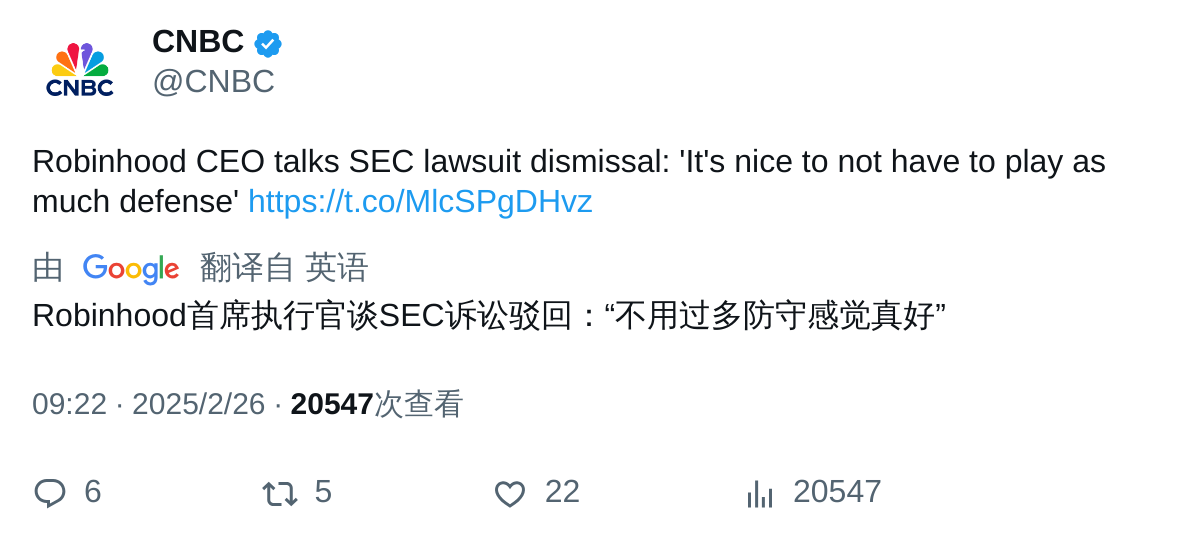 CNBC
CNBC
@CNBC
Robinhood CEO talks SEC lawsuit dismissal: 'It's nice to not have to play as
much defense' https://t.co/MlcSPgDHvz
由 Google 翻译自 英语
Robinhood首席执行官谈SEC诉讼驳回：“不用过多防守感觉真好”
09:22 · 2025/2/26 · 20547次查看
6 5 22 20547